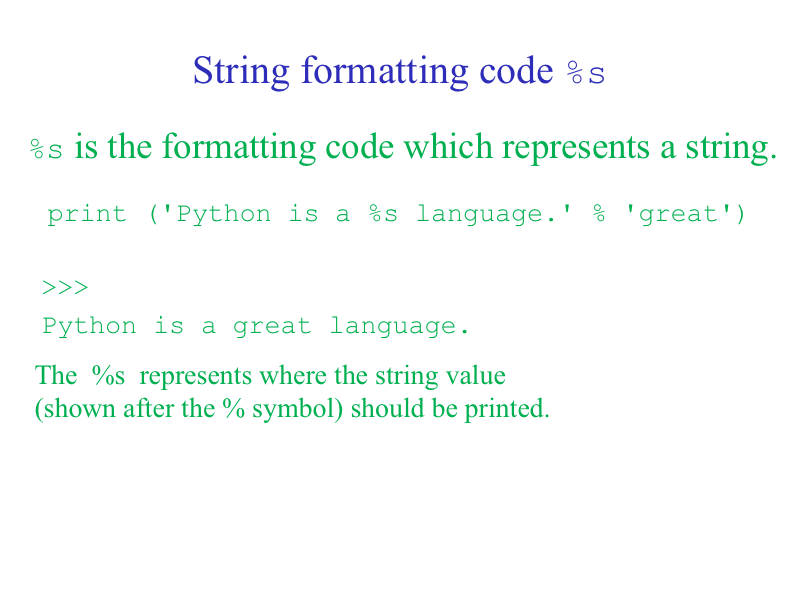 String formatting code %s
%s is the formatting code which represents a string.
print ('Python is a %s language.' % 'great')
>>>
Python is a great language.
The  %s  represents where the string value
(shown after the % symbol) should be printed.